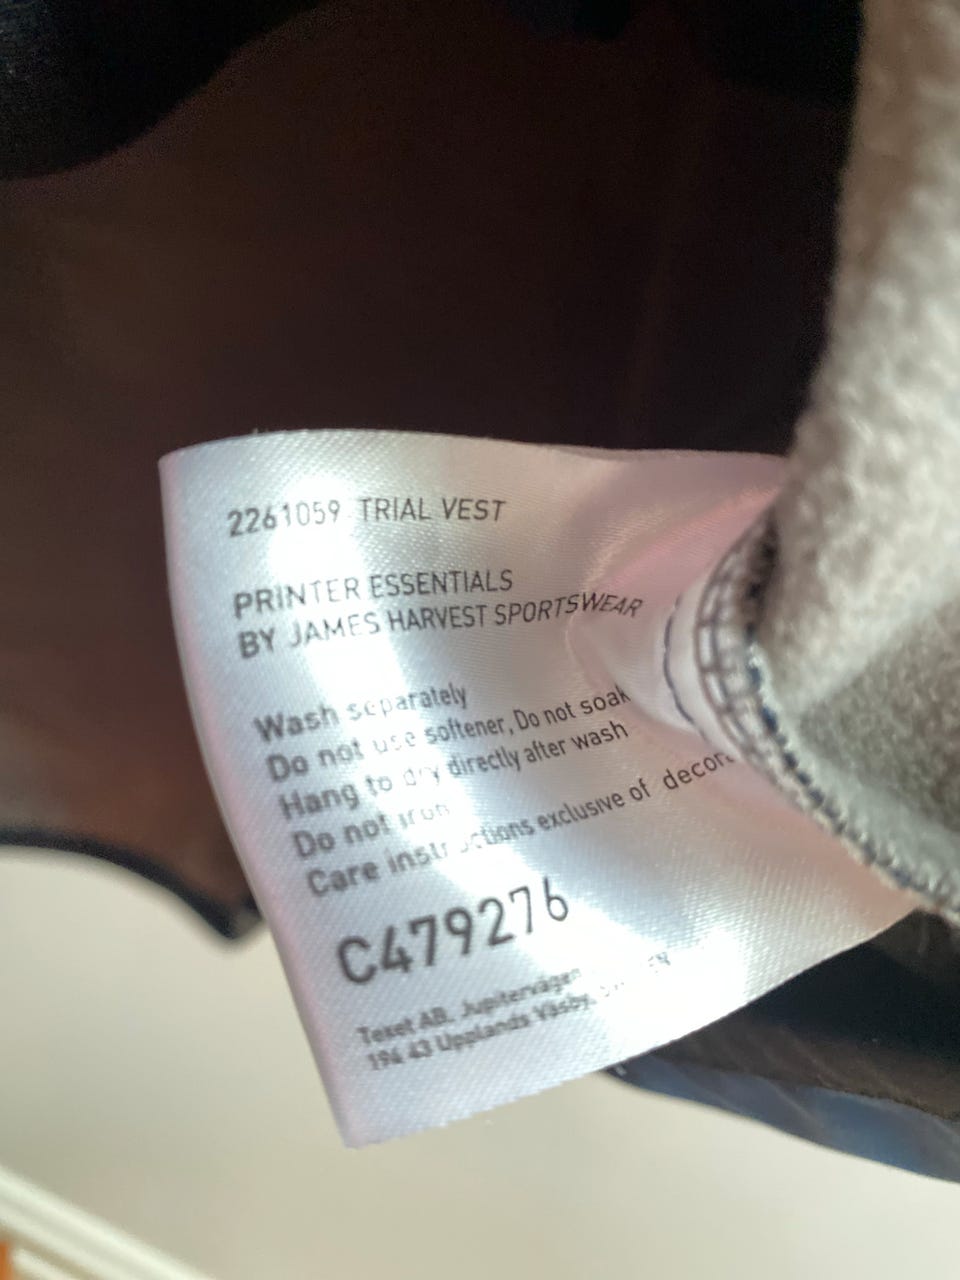 2261059 TRIAL VEST
PRINTER ESSENTIALS
BY JAMES HARVEST SPORTSWEAR
Wash separately
Do not use softener, Do not soak
Hang to dry directly after wash
Do not iron
Care instructions exclusive of
C479276
Texet AB, Jupitervägen
194 43 Upplands Väsby,